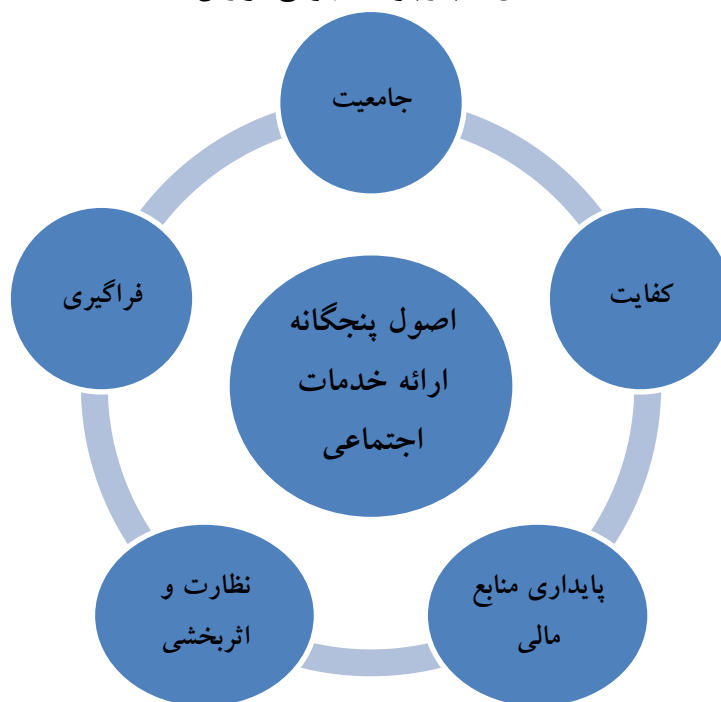 جامعیت
کفایت
پایداری منابع
مالی
نظارت و
اثربخشی
فراگیری
اصول پنجگانه
ارائه خدمات
اجتماعی